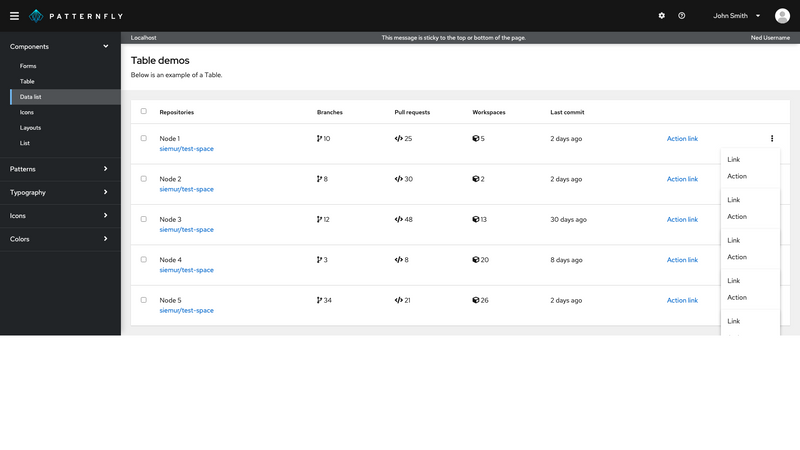 PATTERNFLY
John Smith
Localhost This message is sticky to the top or bottom of the page. Ned Username
Components
Forms
Table
Data list
Icons
Layouts
List
Patterns
Typography
Icons
Colors
Table demos
Below is an example of a Table.
Repositories Branches Pull requests Workspaces Last commit
Node 1 10 25 5 2 days ago Action link
siemur/test-space
Node 2 8 30 2 2 days ago Action link
siemur/test-space
Node 3 12 48 13 30 days ago Action link
siemur/test-space
Node 4 3 8 20 8 days ago Action link
siemur/test-space
Node 5 34 21 26 2 days ago Action link
siemur/test-space
Link
Action
Link
Action
Link
Action
Link
Action
Link